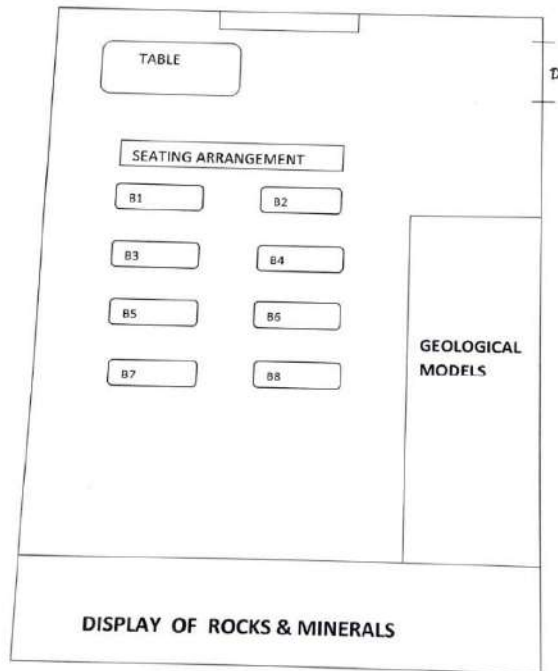 TABLE
D
SEATING ARRANGEMENT
B1
B2
B3
B4
B5
B6
B7
B8
GEOLOGICAL
MODELS
DISPLAY OF ROCKS & MINERALS